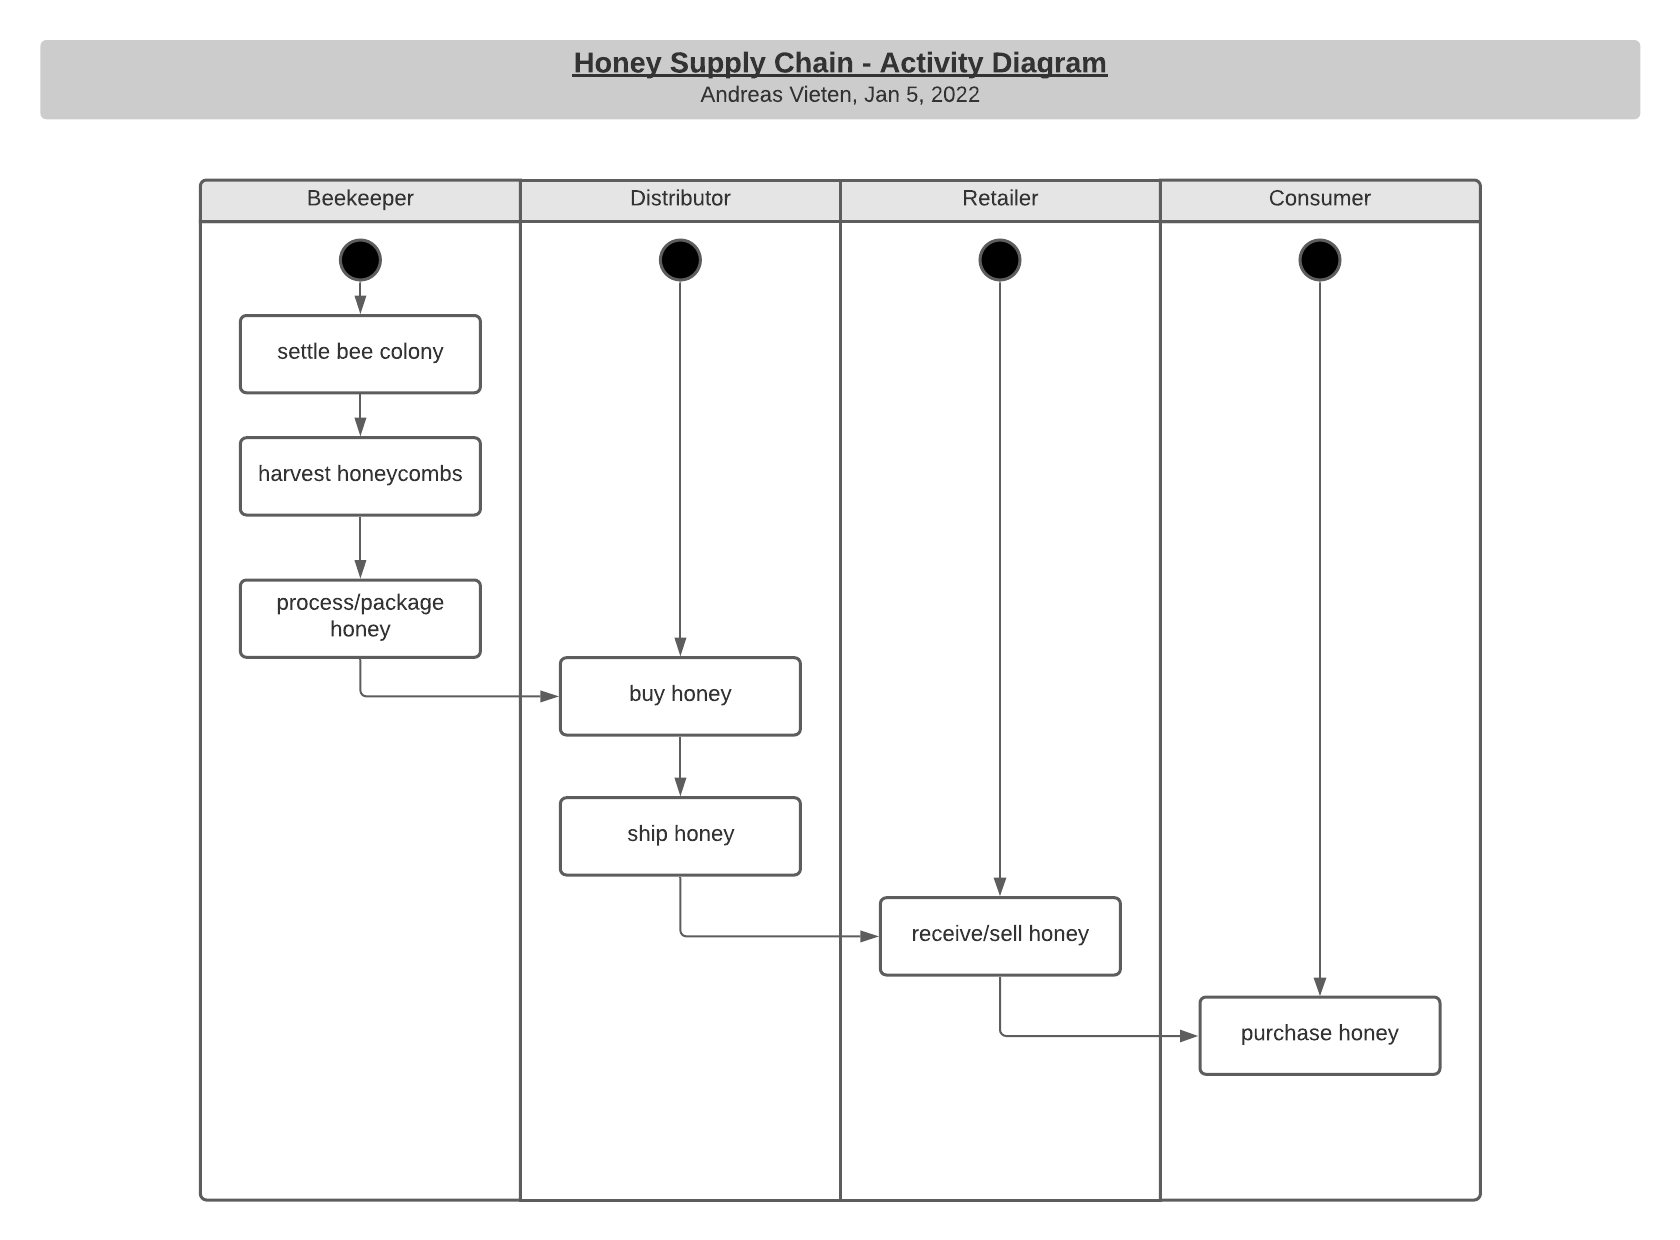 Honey Supply Chain - Activity Diagram
Andreas Vieten, Jan 5, 2022
Beekeeper
Distributor
Retailer
Consumer
settle bee colony
harvest honeycombs
process/package
honey
buy honey
ship honey
receive/sell honey
purchase honey